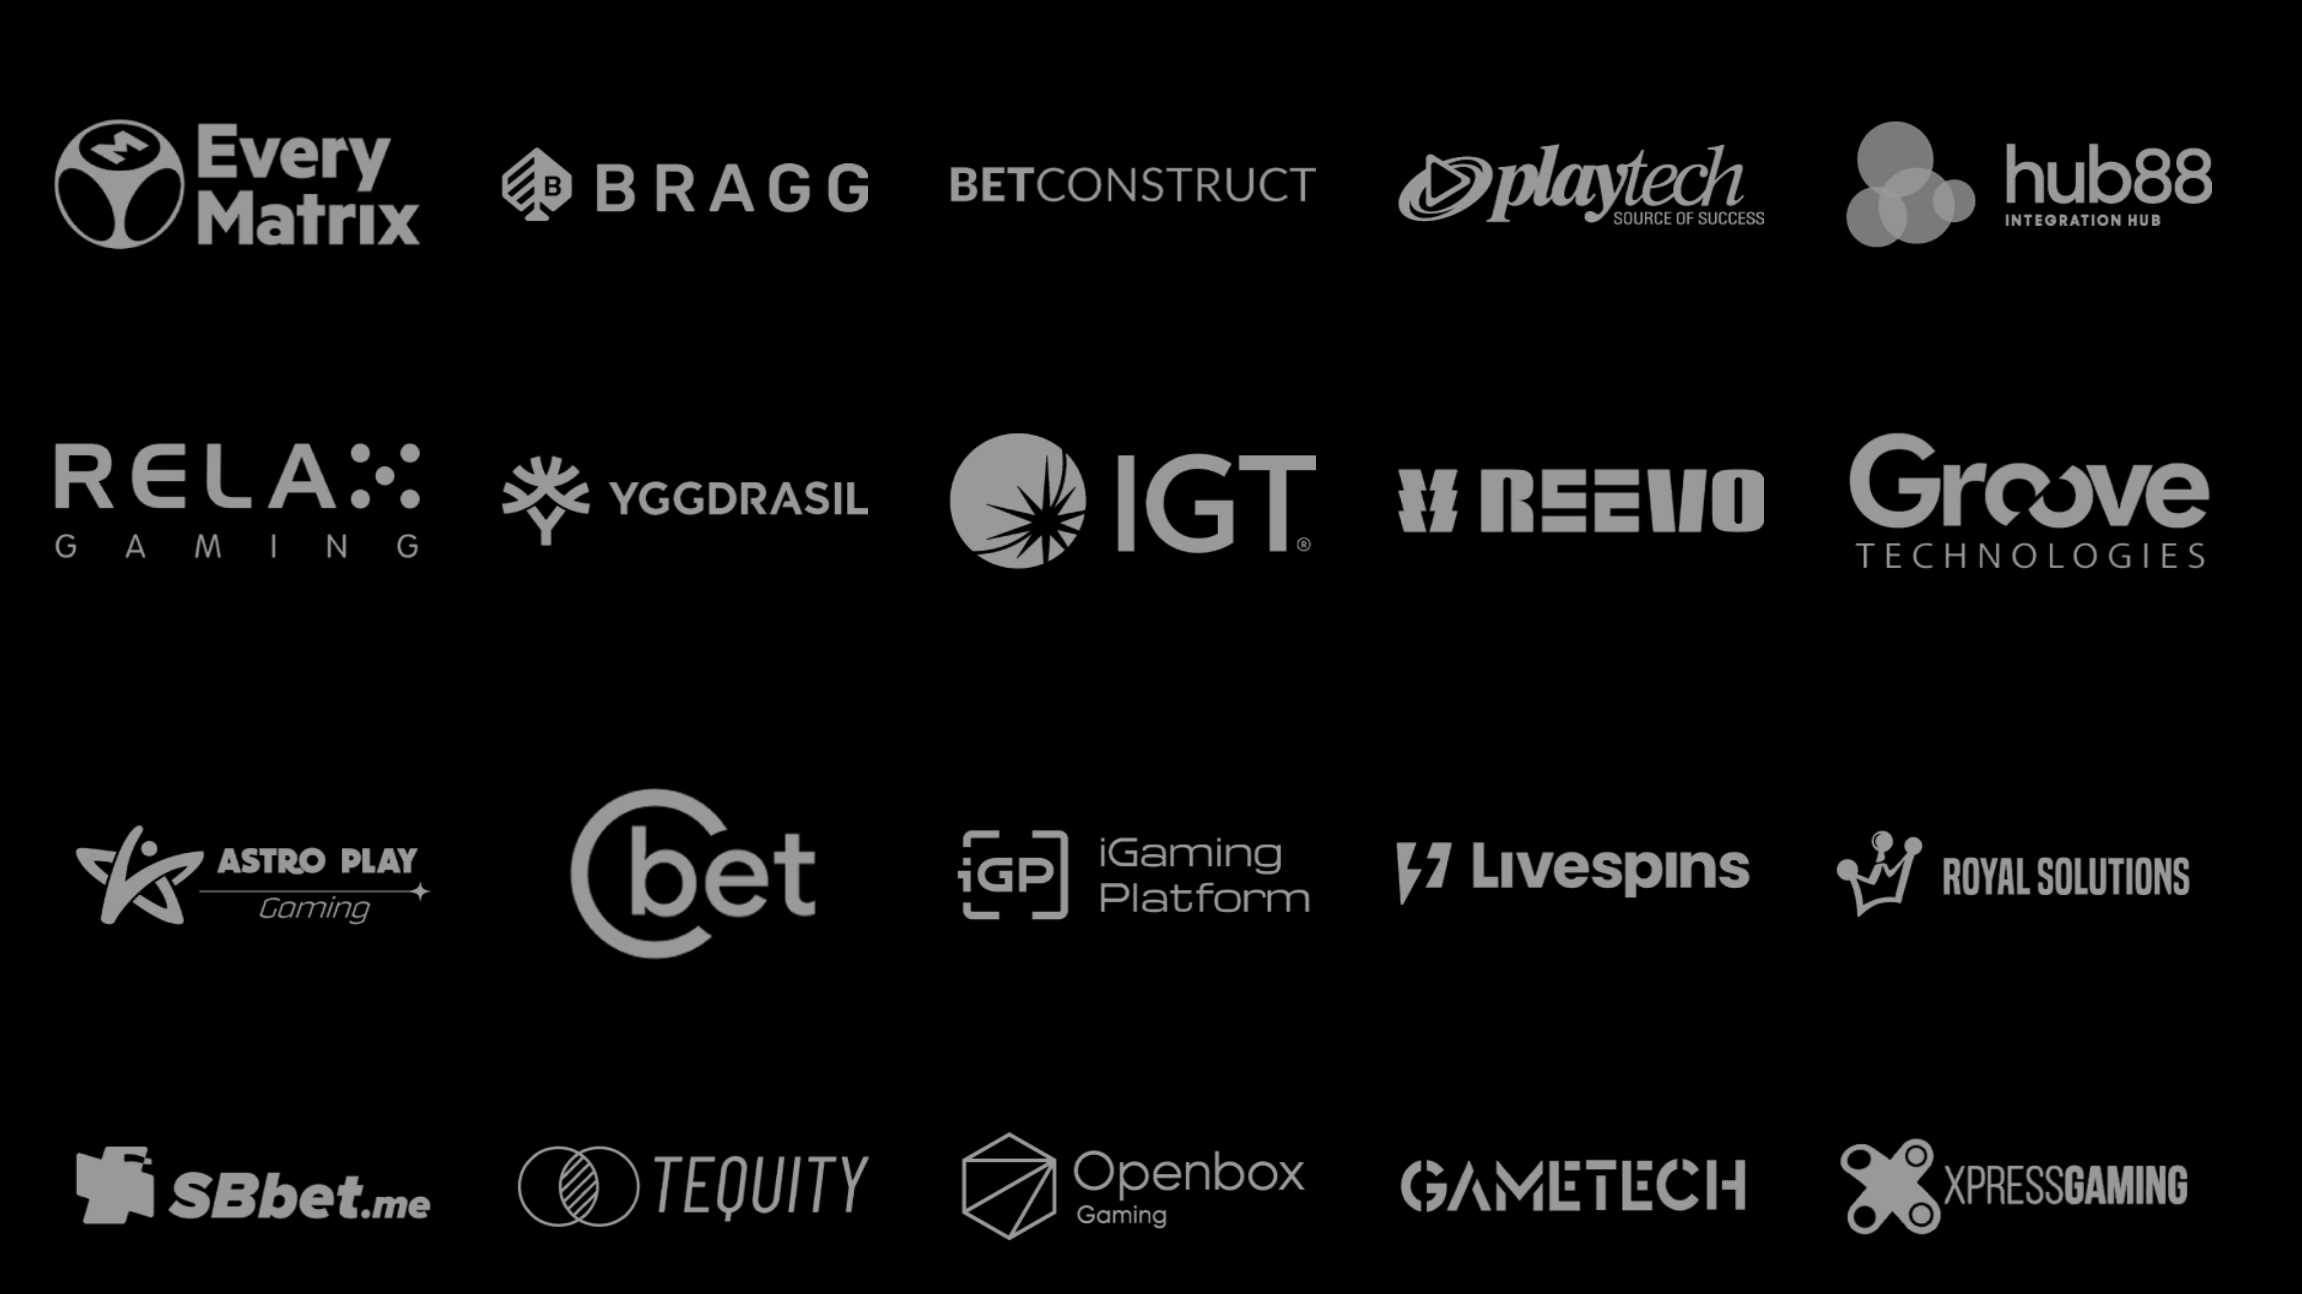 Every
Matrix
B BRAGG
BETCONSTRUCT
playtech
SOURCE OF SUCCESS
hub88
INTEGRATION HUB
RELAX
GAMING
YGGDRASIL
IGT®
REEVO
Groove
TECHNOLOGIES
ASTRO PLAY
Gaming
Cbet
iGP
iGaming
Platform
Livespins
ROYAL SOLUTIONS
SBbet.me
TEQUITY
Openbox
Gaming
GAMETECH
XPRESSGAMING